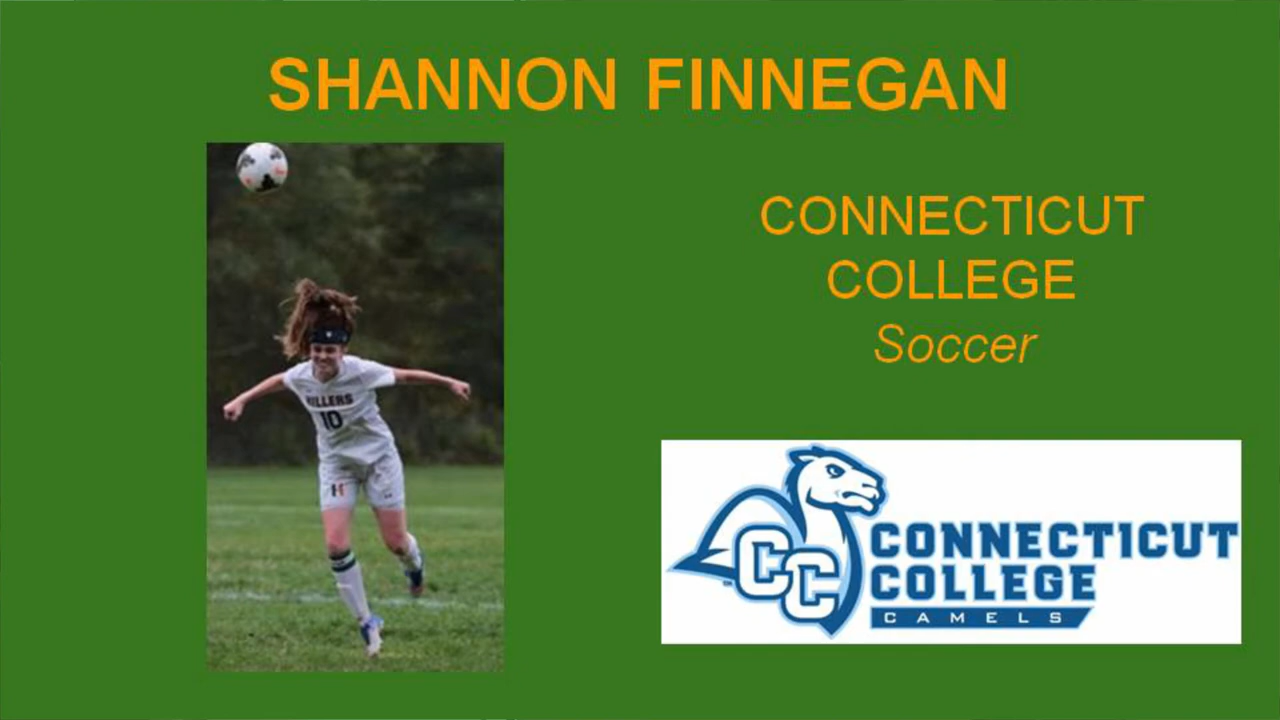 SHANNON FINNEGAN
CONNECTICUT
COLLEGE
Soccer
10
H
CC
CONNECTICUT
COLLEGE
CAMELS